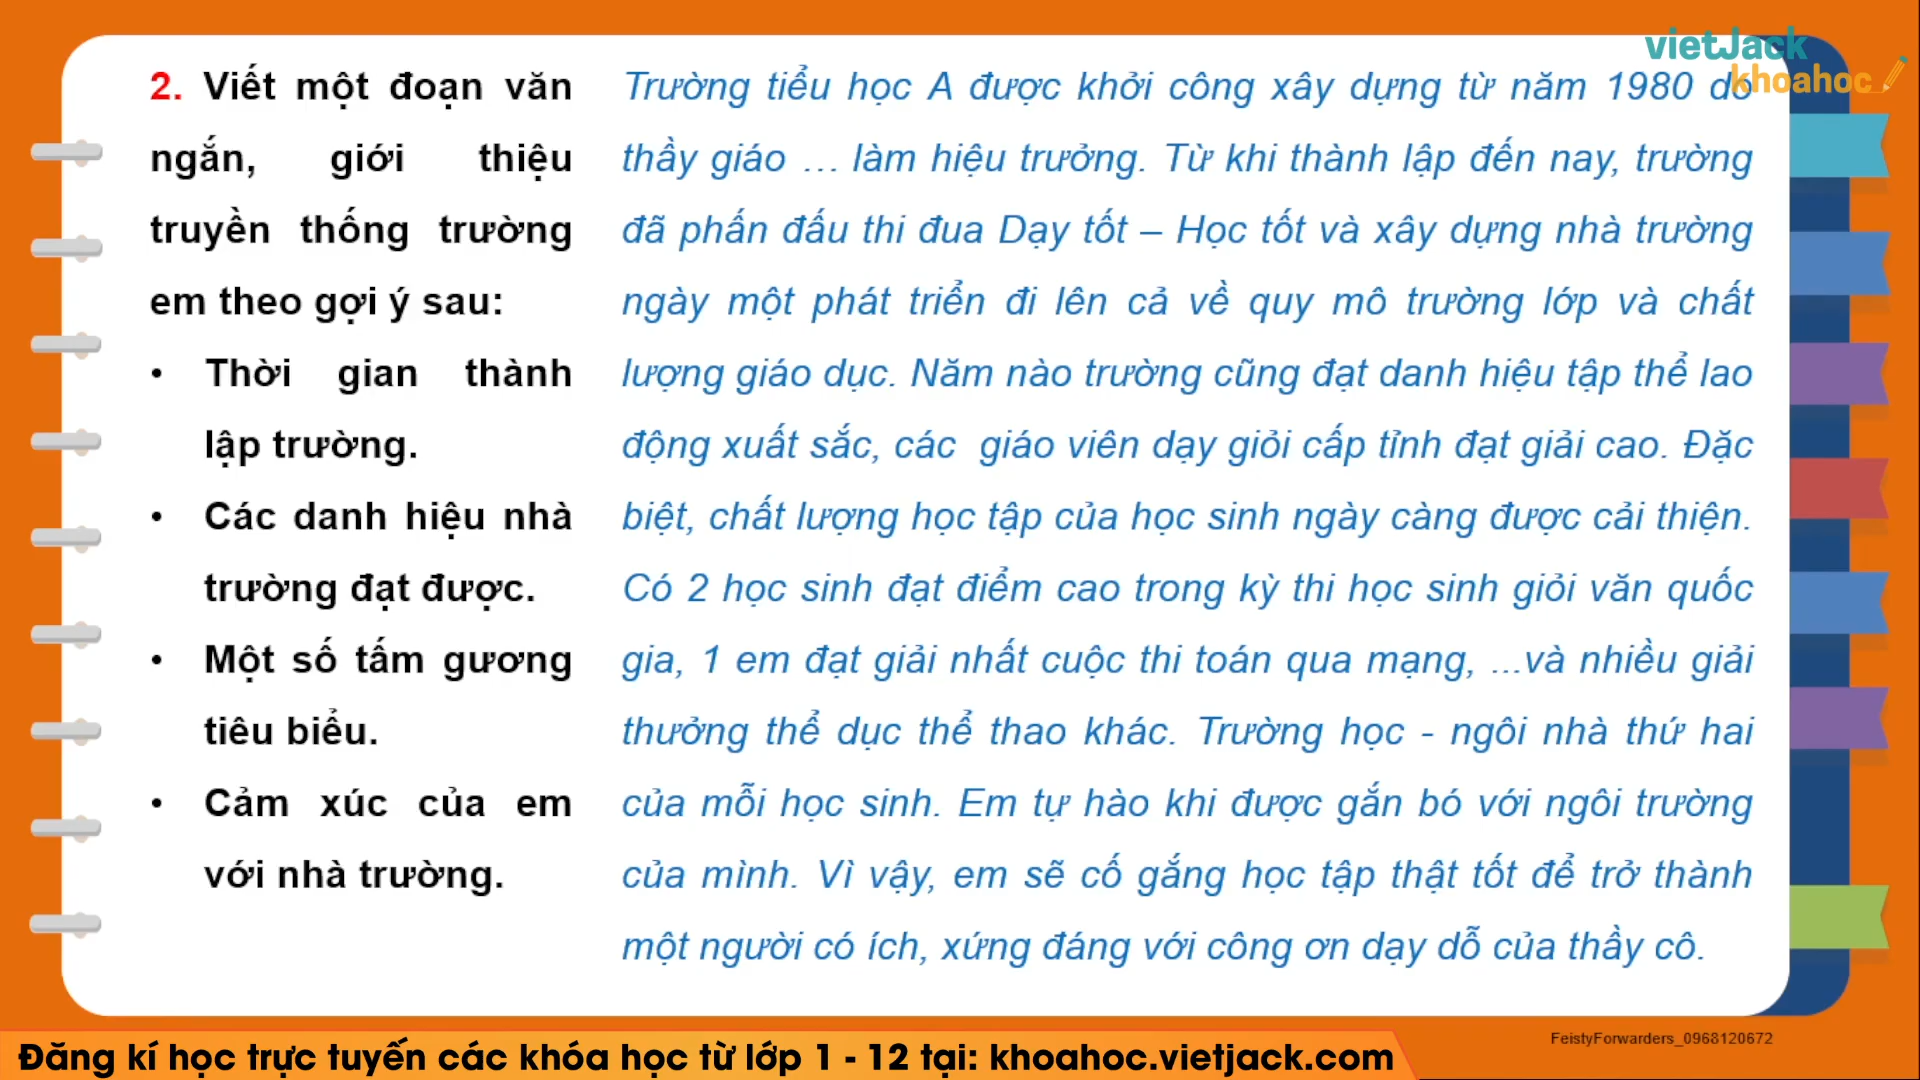 vietJack
khoahoc
2. Viết một đoạn văn
ngắn, giới thiệu
truyền thống trường
em theo gợi ý sau:
• Thời gian thành
lập trường.
• Các danh hiệu nhà
trường đạt được.
• Một số tấm gương
tiêu biểu.
• Cảm xúc của em
với nhà trường.
Trường tiểu học A được khởi công xây dựng từ năm 1980 do
thầy giáo … làm hiệu trưởng. Từ khi thành lập đến nay, trường
đã phấn đấu thi đua Dạy tốt – Học tốt và xây dựng nhà trường
ngày một phát triển đi lên cả về quy mô trường lớp và chất
lượng giáo dục. Năm nào trường cũng đạt danh hiệu tập thể lao
động xuất sắc, các giáo viên dạy giỏi cấp tỉnh đạt giải cao. Đặc
biệt, chất lượng học tập của học sinh ngày càng được cải thiện.
Có 2 học sinh đạt điểm cao trong kỳ thi học sinh giỏi văn quốc
gia, 1 em đạt giải nhất cuộc thi toán qua mạng, ...và nhiều giải
thưởng thể dục thể thao khác. Trường học - ngôi nhà thứ hai
của mỗi học sinh. Em tự hào khi được gắn bó với ngôi trường
của mình. Vì vậy, em sẽ cố gắng học tập thật tốt để trở thành
một người có ích, xứng đáng với công ơn dạy dỗ của thầy cô.
FeistyForwarders_0968120672
Đăng kí học trực tuyến các khóa học từ lớp 1 - 12 tại: khoahoc.vietjack.com